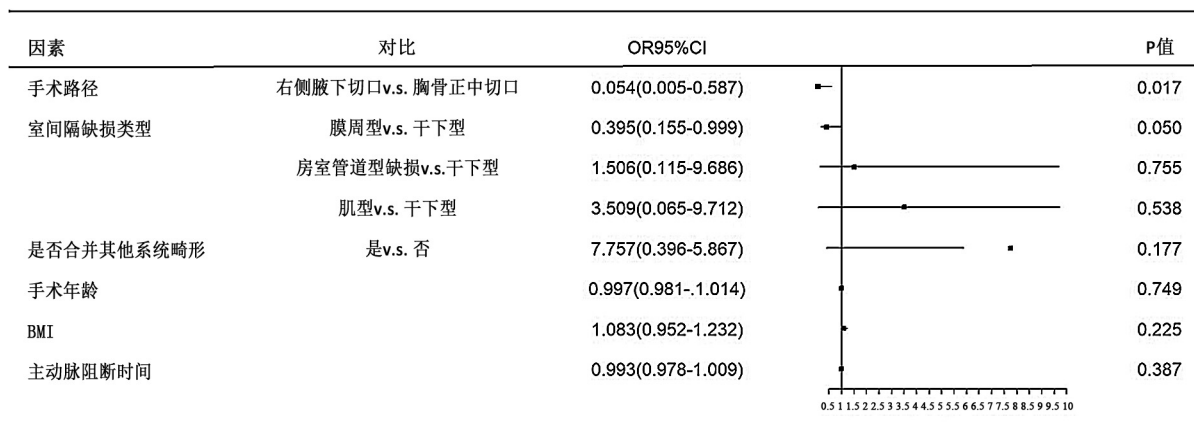 因素 对比 OR95%CI P值
手术路径 右侧腋下切口v.s. 胸骨正中切口 0.054(0.005-0.587) 0.017
室间隔缺损类型 膜周型v.s. 干下型 0.395(0.155-0.999) 0.050
房室管道型缺损v.s.干下型 1.506(0.115-9.686) 0.755
肌型v.s. 干下型 3.509(0.065-9.712) 0.538
是否合并其他系统畸形 是v.s. 否 7.757(0.396-5.867) 0.177
手术年龄 0.997(0.981-.1.014) 0.749
BMI 1.083(0.952-1.232) 0.225
主动脉阻断时间 0.993(0.978-1.009) 0.387
0.5 1 1.5 2 2.5 3 3.5 4 4.5 5 5.5 6 6.5 7 7.5 8 8.5 9 9.5 10